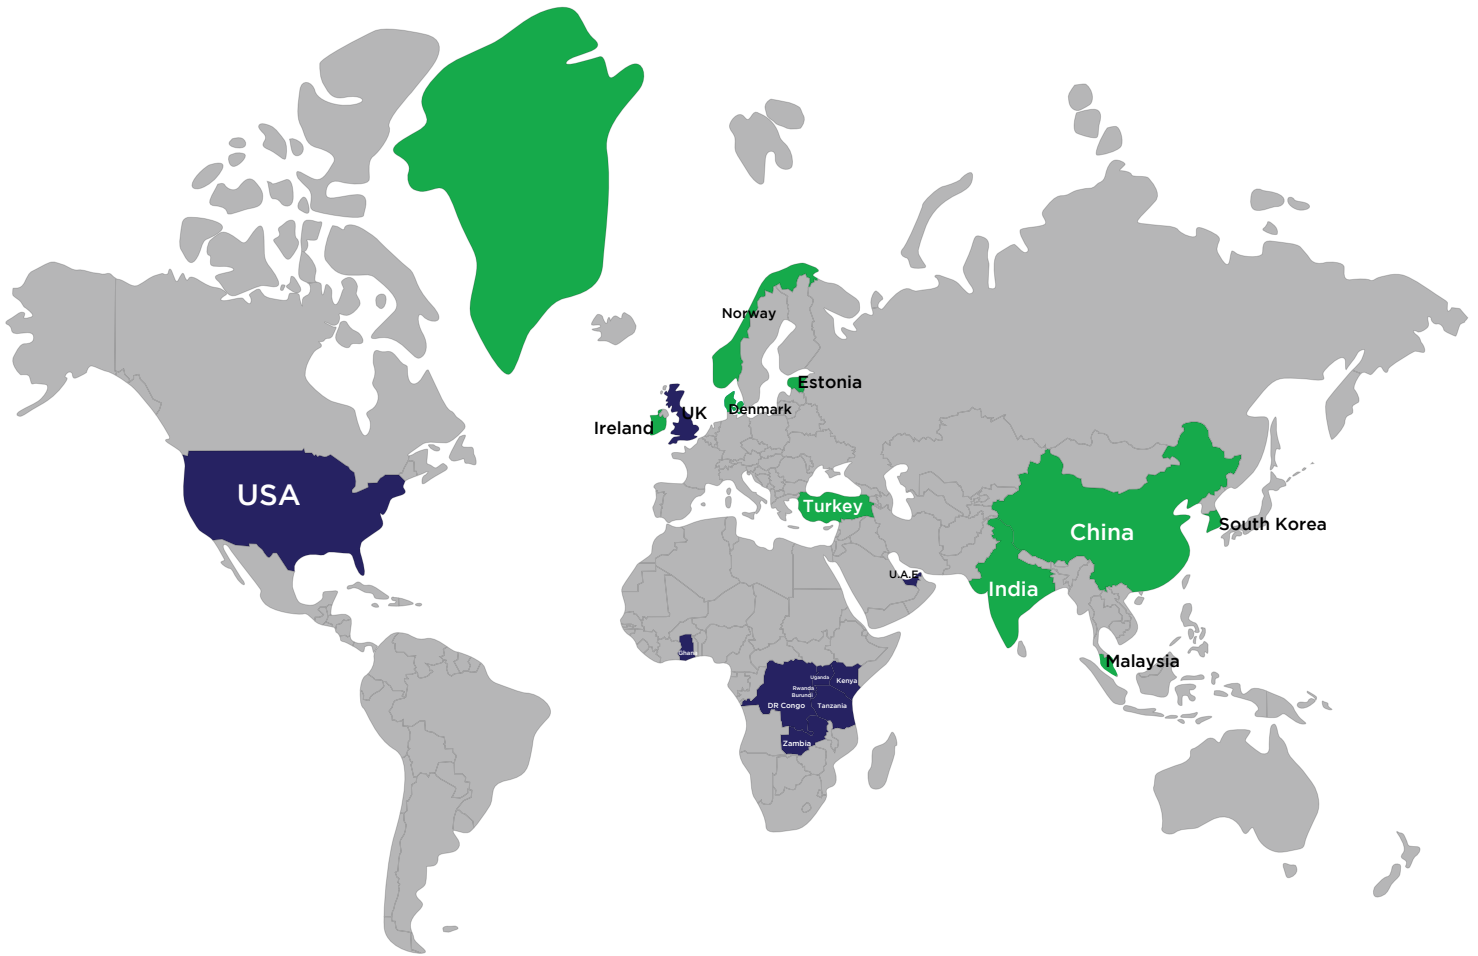 Norway
Estonia
Denmark
UK
Ireland
USA
Turkey
South Korea
China
U.A.E
India
Ghana
Malaysia
Uganda
Kenya
Rwanda
Burundi
DR Congo
Tanzania
Zambia